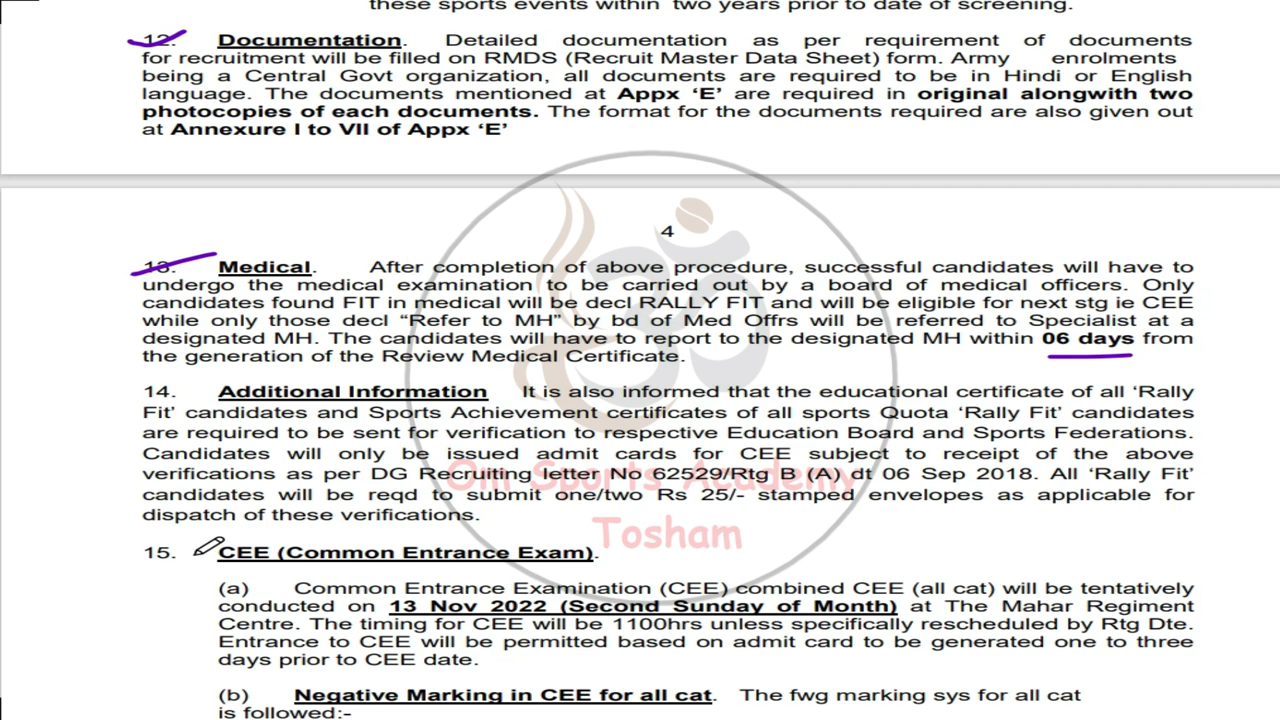 these sports events within two years prior to date of screening.
12. Documentation. Detailed documentation as per requirement of documents
for recruitment will be filled on RMDS (Recruit Master Data Sheet) form. Army enrolments
being a Central Govt organization, all documents are required to be in Hindi or English
language. The documents mentioned at Appx ‘E’ are required in original alongwith two
photocopies of each documents. The format for the documents required are also given out
at Annexure I to VII of Appx ‘E’
4
13. Medical. After completion of above procedure, successful candidates will have to
undergo the medical examination to be carried out by a board of medical officers. Only
candidates found FIT in medical will be decl RALLY FIT and will be eligible for next stg ie CEE
while only those decl “Refer to MH” by bd of Med Offrs will be referred to Specialist at a
designated MH. The candidates will have to report to the designated MH within 06 days from
the generation of the Review Medical Certificate.
14. Additional Information It is also informed that the educational certificate of all ‘Rally
Fit’ candidates and Sports Achievement certificates of all sports Quota ‘Rally Fit’ candidates
are required to be sent for verification to respective Education Board and Sports Federations.
Candidates will only be issued admit cards for CEE subject to receipt of the above
verifications as per DG Recruiting letter No 62529/Rtg B (A) dt 06 Sep 2018. All ‘Rally Fit’
candidates will be reqd to submit one/two Rs 25/- stamped envelopes as applicable for
dispatch of these verifications.
Om Sports Academy
Tosham
15. CEE (Common Entrance Exam).
(a) Common Entrance Examination (CEE) combined CEE (all cat) will be tentatively
conducted on 13 Nov 2022 (Second Sunday of Month) at The Mahar Regiment
Centre. The timing for CEE will be 1100hrs unless specifically rescheduled by Rtg Dte.
Entrance to CEE will be permitted based on admit card to be generated one to three
days prior to CEE date.
(b) Negative Marking in CEE for all cat. The fwg marking sys for all cat
is followed:-